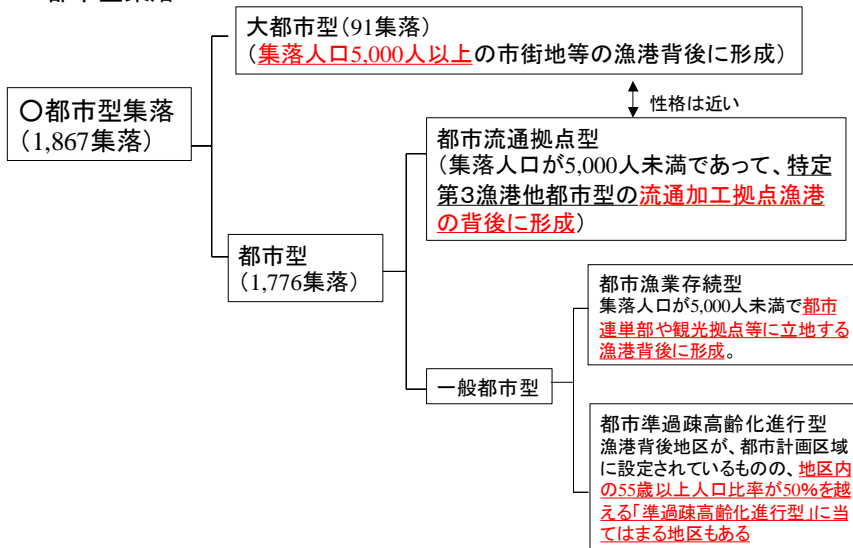 大都市型（91集落）
（集落人口5,000人以上の市街地等の漁港背後に形成）
性格は近い
〇都市型集落
（1,867集落）
都市流通拠点型
（集落人口が5,000人未満であって、特定
第３漁港他都市型の流通加工拠点漁港
の背後に形成）
都市型
（1,776集落）
都市漁業存続型
集落人口が5,000人未満で都市
連単部や観光拠点等に立地する
漁港背後に形成。
一般都市型
都市準過疎高齢化進行型
漁港背後地区が、都市計画区域
に設定されているものの、地区内
の55歳以上人口比率が50%を越
える「準過疎高齢化進行型」に当
てはまる地区もある